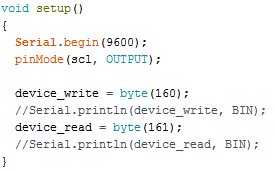 void setup()
{
  Serial.begin(9600);
  pinMode(scl, OUTPUT);

  device_write = byte(160);
  //Serial.println(device_write, BIN);
  device_read = byte(161);
  //Serial.println(device_read, BIN);
}